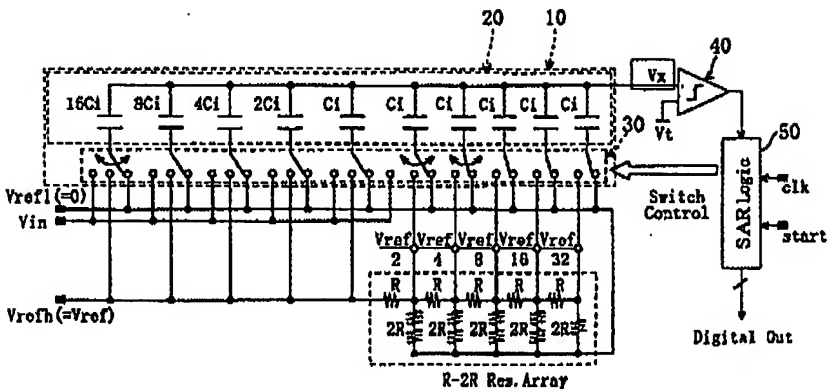 20
10
40
Vx
16Ci 8Ci 4Ci 2Ci Ci Ci Ci Ci Ci Ci
30
Vt
50
Vrefl(=0)
Vin
Switch
Control
SAR Logic
clk
start
Vref Vref Vref Vref Vref
2 4 8 16 32
R R R R R
Vrefh(=Vref)
2R 2R 2R 2R 2R
Digital Out
R-2R Res. Array